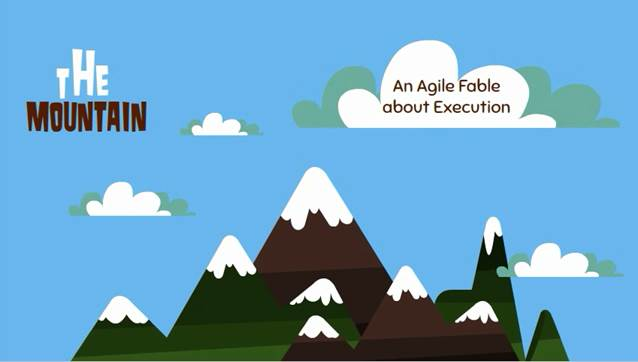 THE
MOUNTAIN
An Agile Fable
about Execution